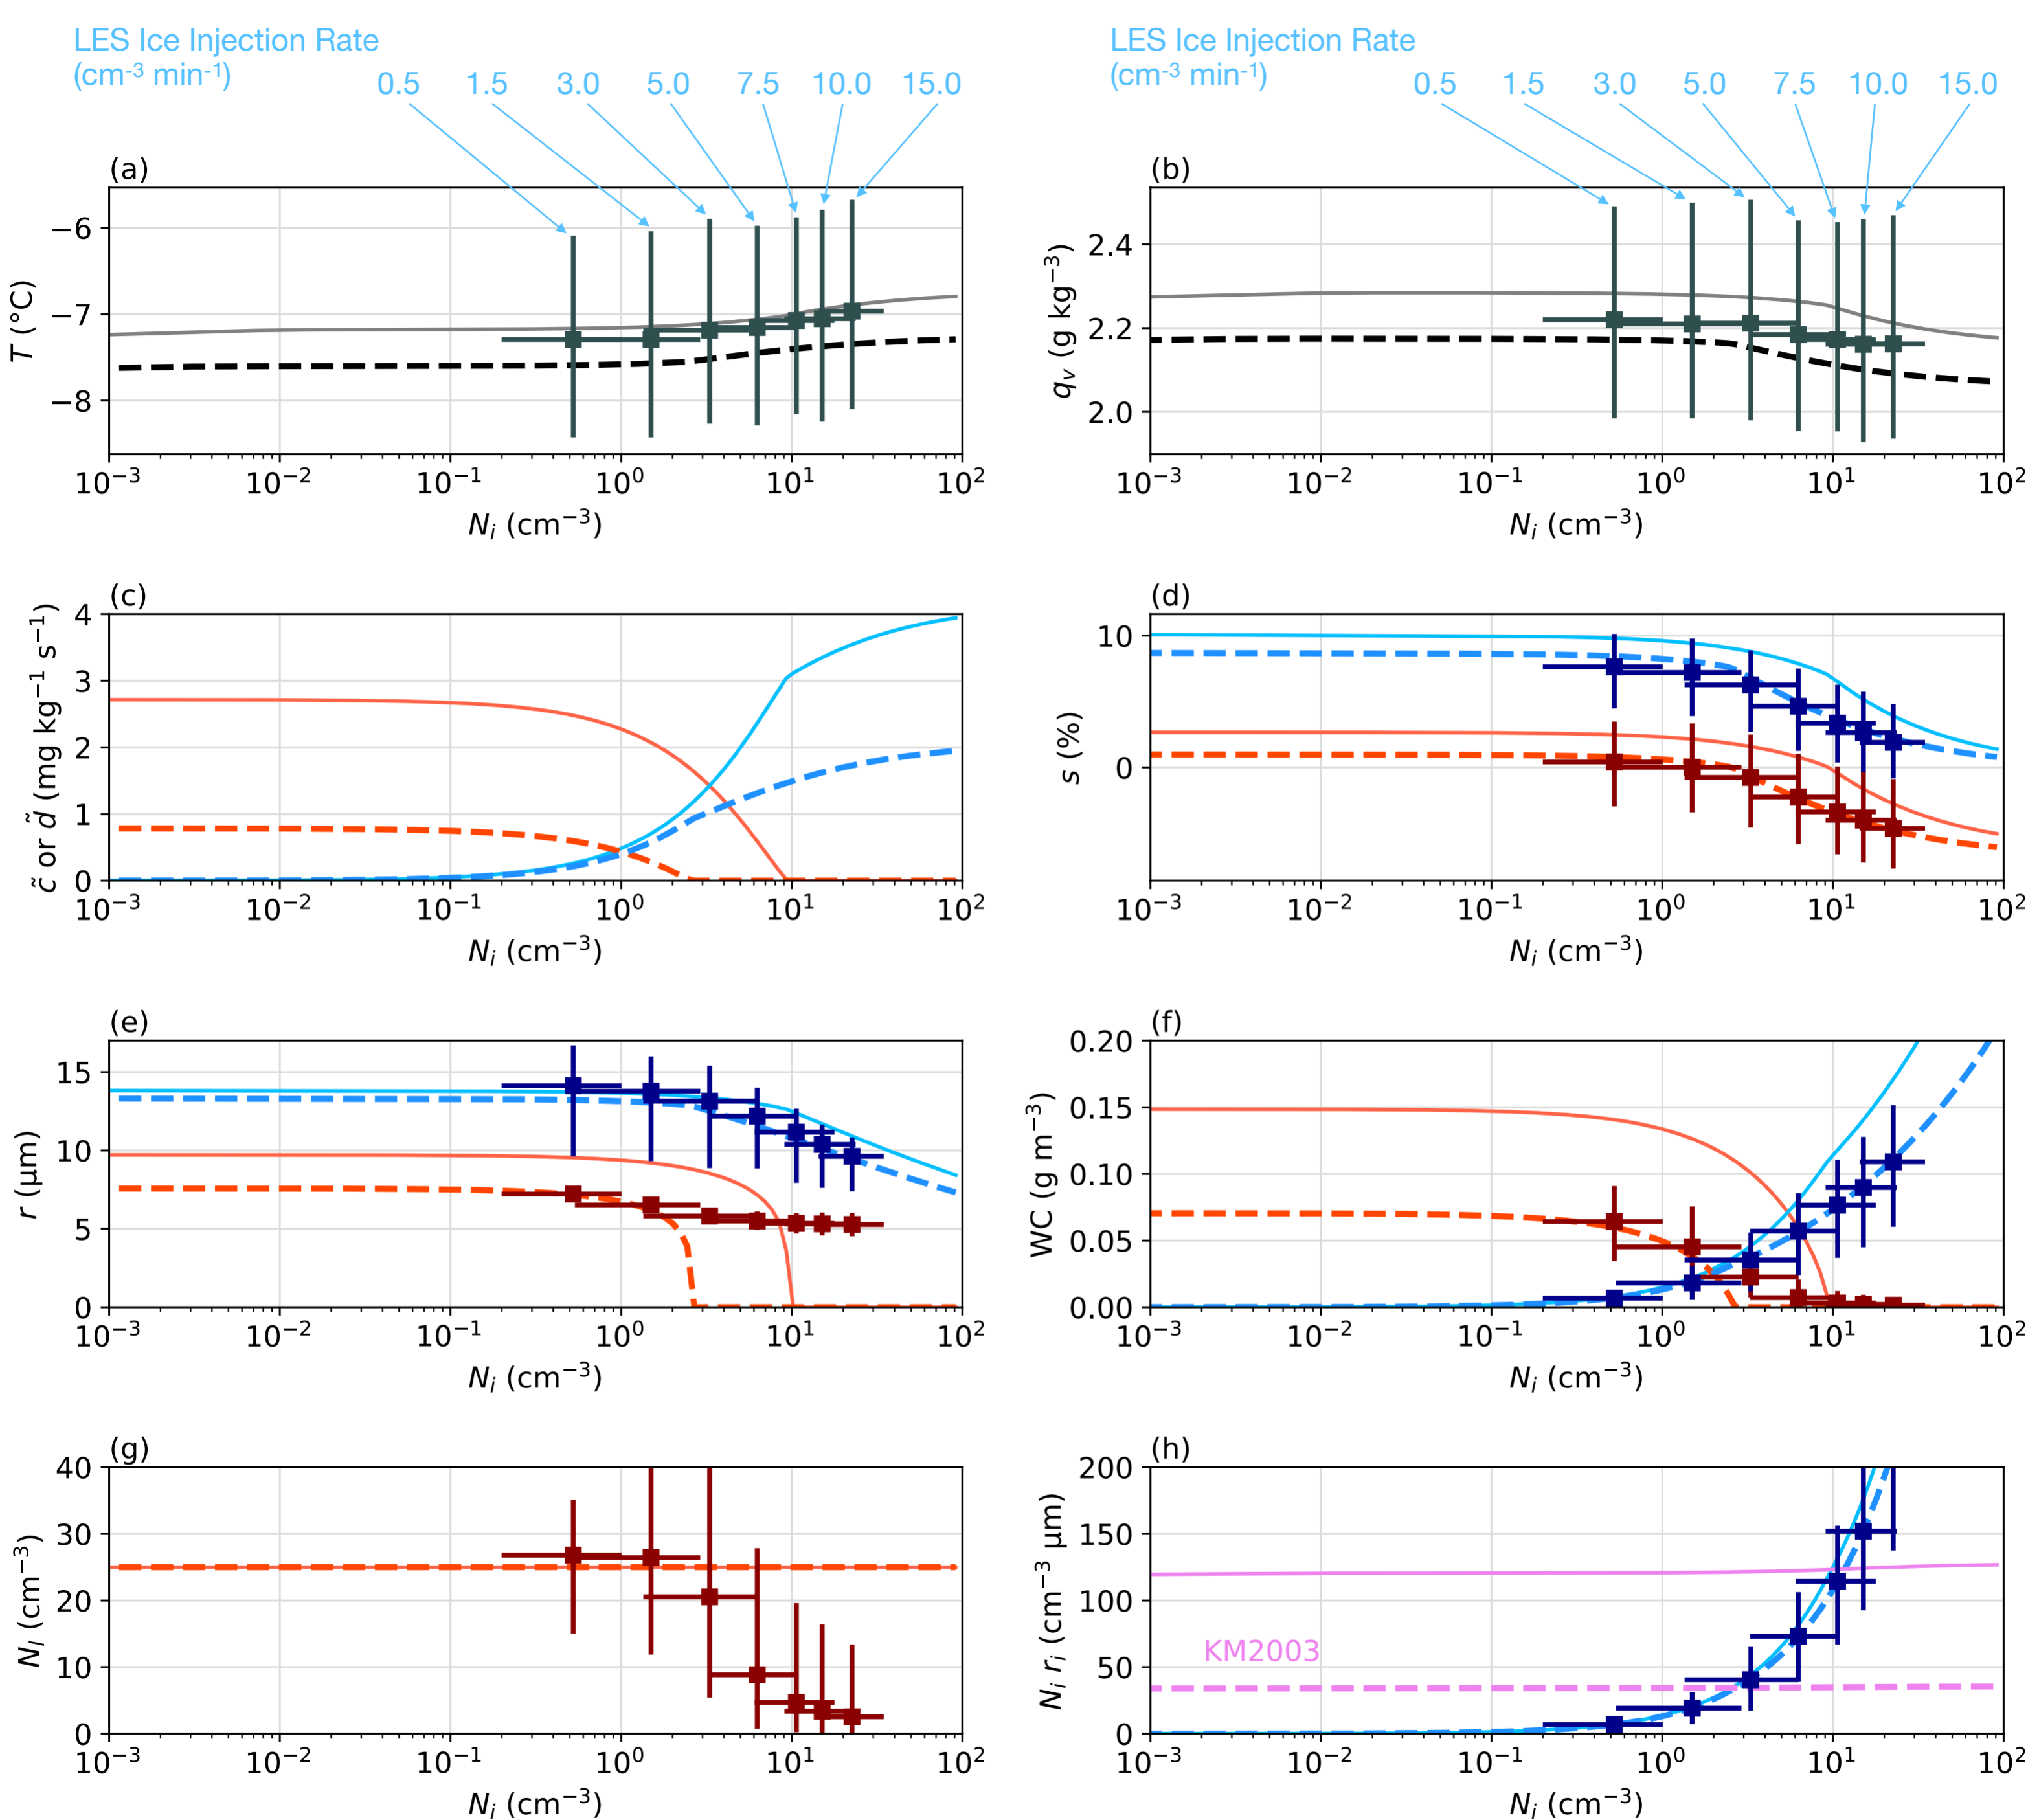 LES Ice Injection Rate
(cm-3 min-1)
0.5 1.5 3.0 5.0 7.5 10.0 15.0
LES Ice Injection Rate
(cm-3 min-1)
0.5 1.5 3.0 5.0 7.5 10.0 15.0
(a)
T (°C)
−6
−7
−8
10⁻³ 10⁻² 10⁻¹ 10⁰ 10¹ 10²
Nᵢ (cm⁻³)
(b)
qᵥ (g kg⁻³)
2.4
2.2
2.0
10⁻³ 10⁻² 10⁻¹ 10⁰ 10¹ 10²
Nᵢ (cm⁻³)
(c)
c̃ or d̃ (mg kg⁻¹ s⁻¹)
4
3
2
1
0
10⁻³ 10⁻² 10⁻¹ 10⁰ 10¹ 10²
Nᵢ (cm⁻³)
(d)
s (%)
10
0
10⁻³ 10⁻² 10⁻¹ 10⁰ 10¹ 10²
Nᵢ (cm⁻³)
(e)
r (µm)
15
10
5
0
10⁻³ 10⁻² 10⁻¹ 10⁰ 10¹ 10²
Nᵢ (cm⁻³)
(f)
WC (g m⁻³)
0.20
0.15
0.10
0.05
0.00
10⁻³ 10⁻² 10⁻¹ 10⁰ 10¹ 10²
Nᵢ (cm⁻³)
(g)
Nₗ (cm⁻³)
40
30
20
10
0
10⁻³ 10⁻² 10⁻¹ 10⁰ 10¹ 10²
Nᵢ (cm⁻³)
(h)
Nᵢ rᵢ (cm⁻³ µm)
200
150
100
50
0
KM2003
10⁻³ 10⁻² 10⁻¹ 10⁰ 10¹ 10²
Nᵢ (cm⁻³)